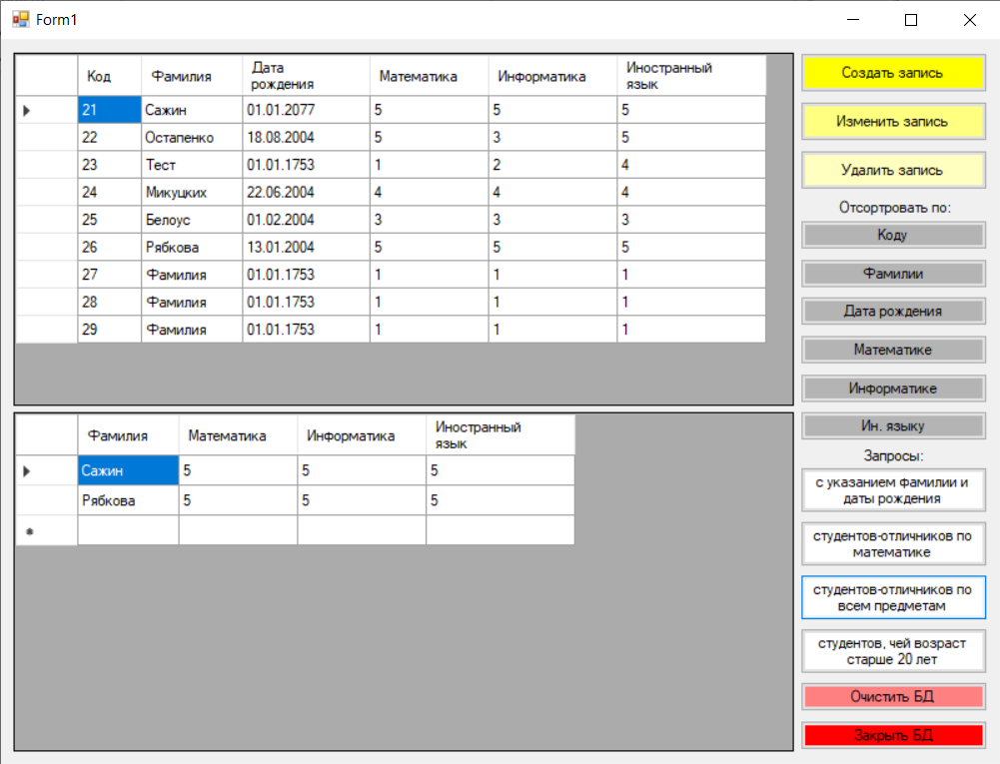 Form1
Код Фамилия Дата рождения Математика Информатика Иностранный язык
21 Сажин 01.01.2077 5 5 5
22 Остапенко 18.08.2004 5 3 5
23 Тест 01.01.1753 1 2 4
24 Микуцких 22.06.2004 4 4 4
25 Белоус 01.02.2004 3 3 3
26 Рябкова 13.01.2004 5 5 5
27 Фамилия 01.01.1753 1 1 1
28 Фамилия 01.01.1753 1 1 1
29 Фамилия 01.01.1753 1 1 1
Фамилия Математика Информатика Иностранный язык
Сажин 5 5 5
Рябкова 5 5 5
Создать запись
Изменить запись
Удалить запись
Отсортровать по:
Коду
Фамилии
Дата рождения
Математике
Информатике
Ин. языку
Запросы:
с указанием фамилии и
даты рождения
студентов-отличников по
математике
студентов-отличников по
всем предметам
студентов, чей возраст
старше 20 лет
Очистить БД
Закрыть БД